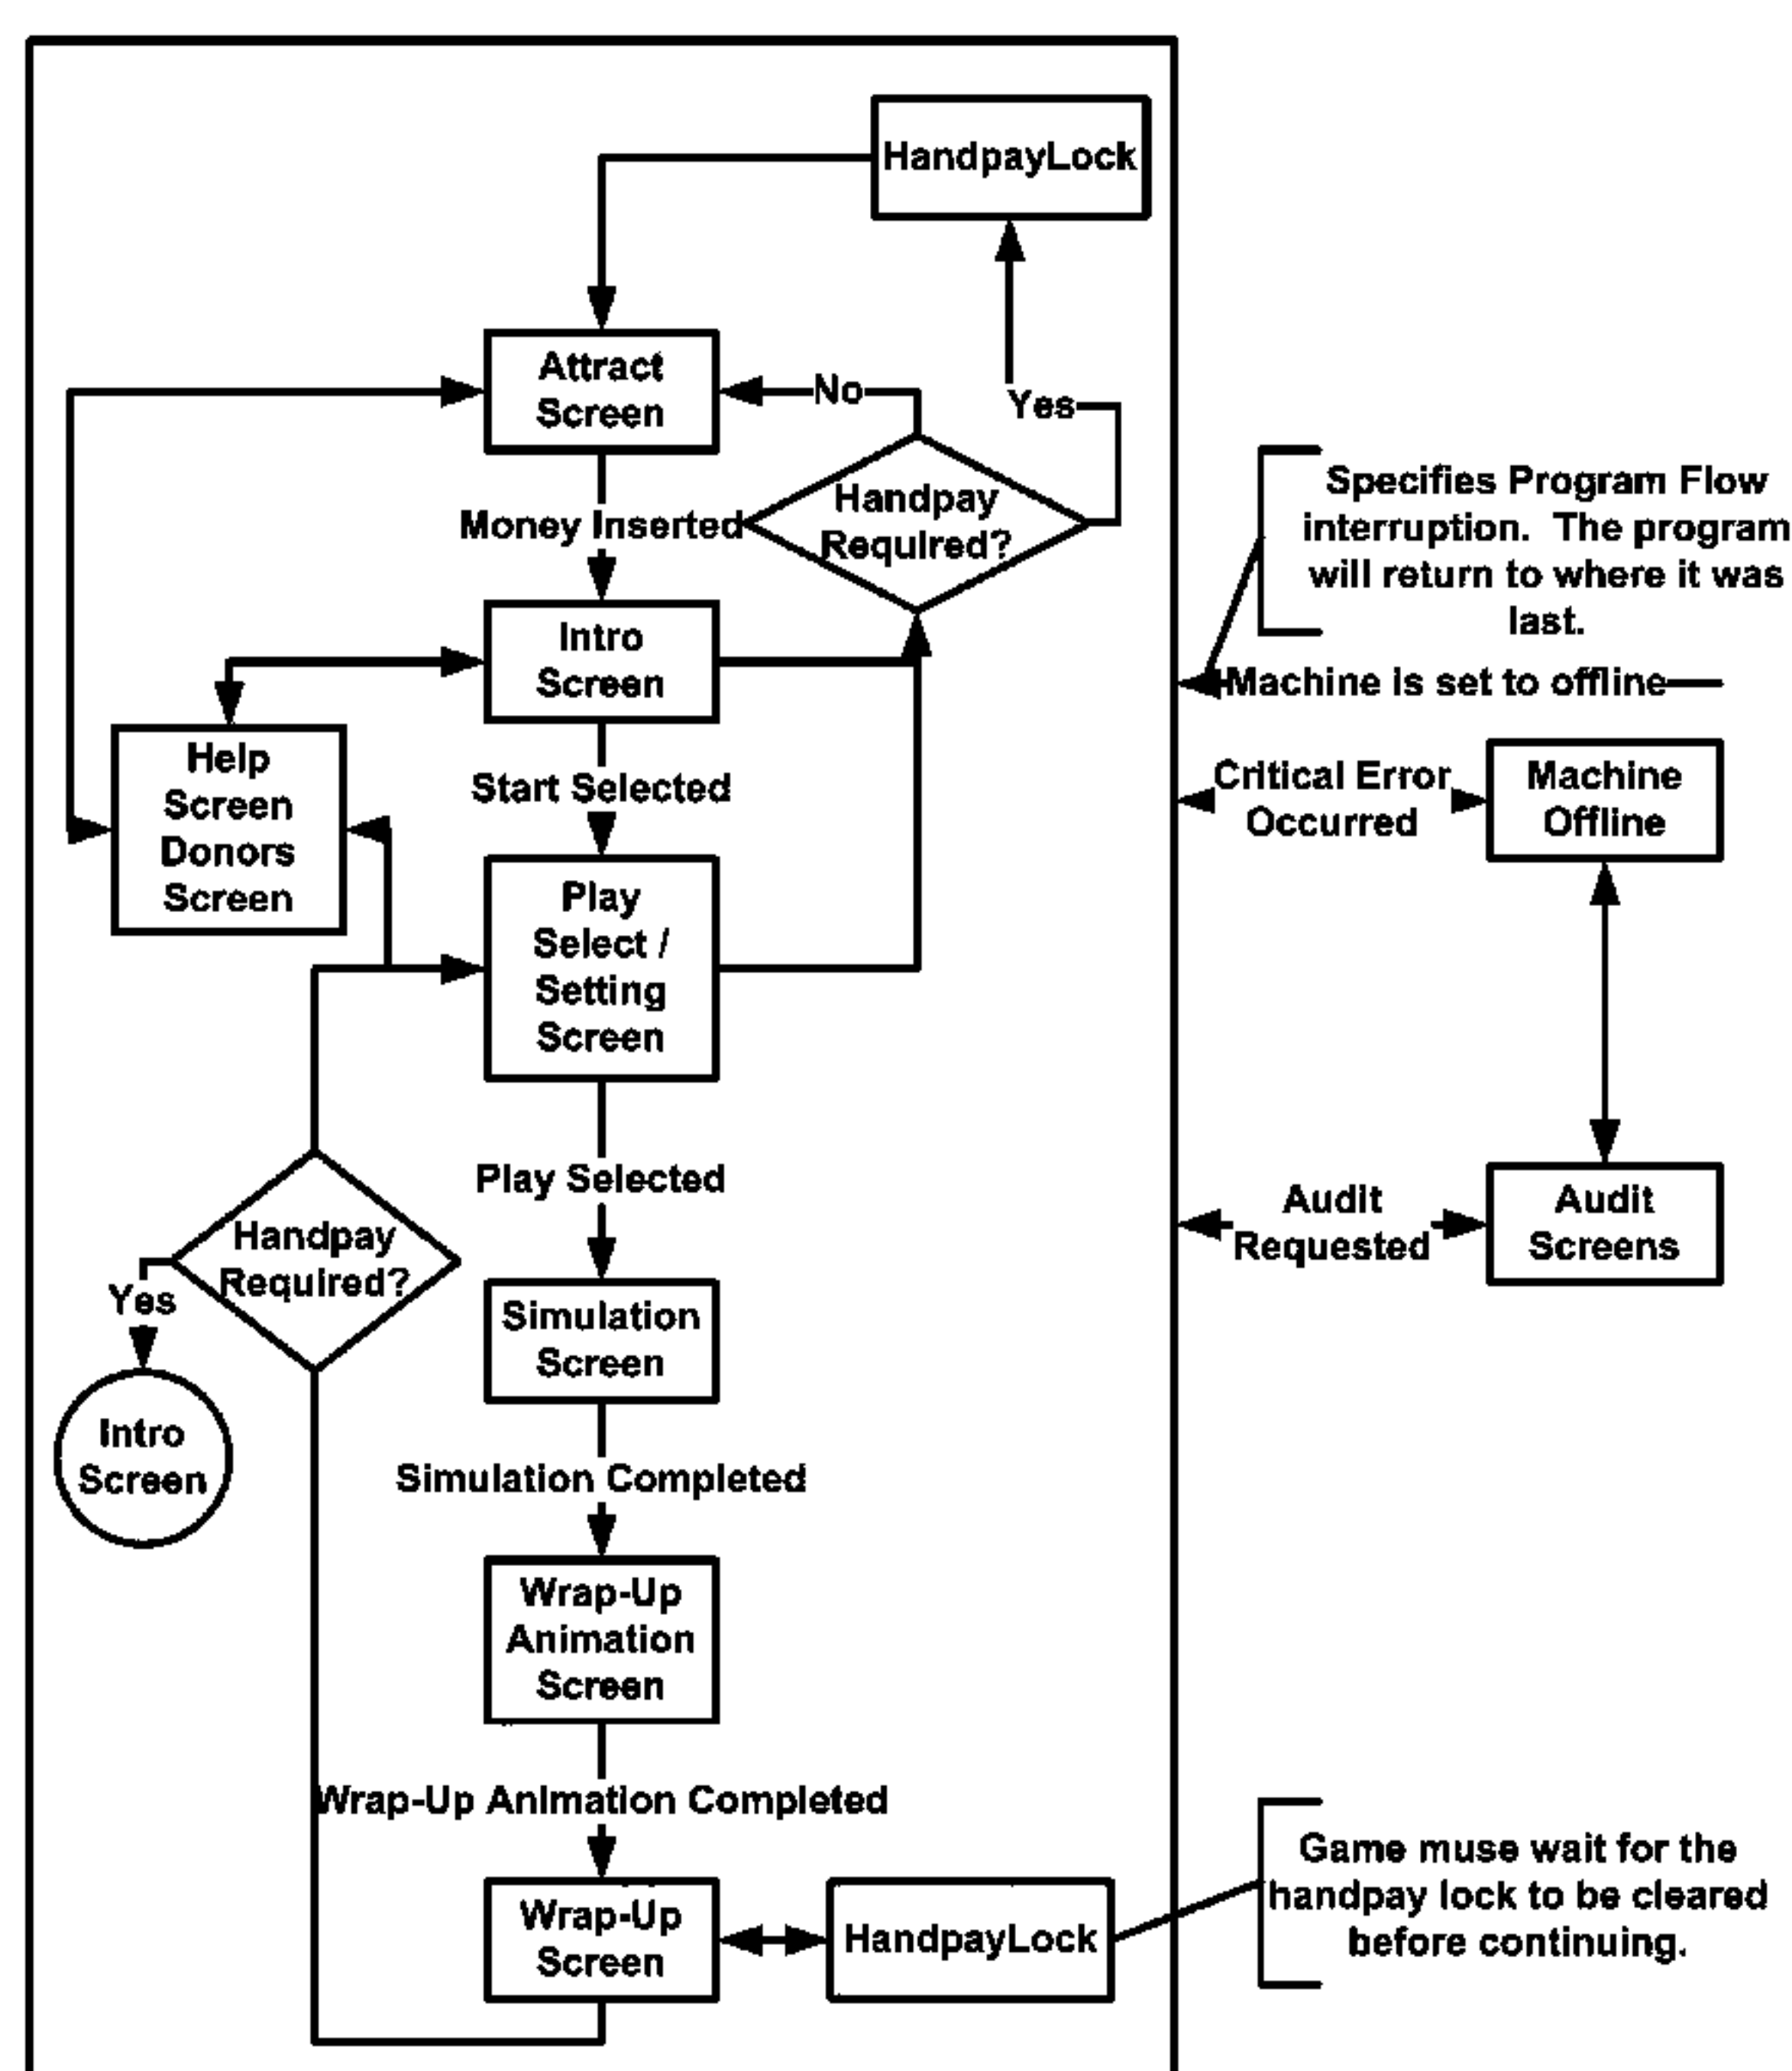 HandpayLock
Attract
Screen
No
Yes
Handpay
Required?
Money Inserted
Specifies Program Flow
interruption. The program
will return to where it was
last.
Machine is set to offline
Intro
Screen
Help
Screen
Donors
Screen
Start Selected
Critical Error
Occurred
Machine
Offline
Play
Select /
Setting
Screen
Play Selected
Handpay
Required?
Yes
Audit
Requested
Audit
Screens
Simulation
Screen
Intro
Screen
Simulation Completed
Wrap-Up
Animation
Screen
Wrap-Up Animation Completed
Wrap-Up
Screen
HandpayLock
Game muse wait for the
handpay lock to be cleared
before continuing.